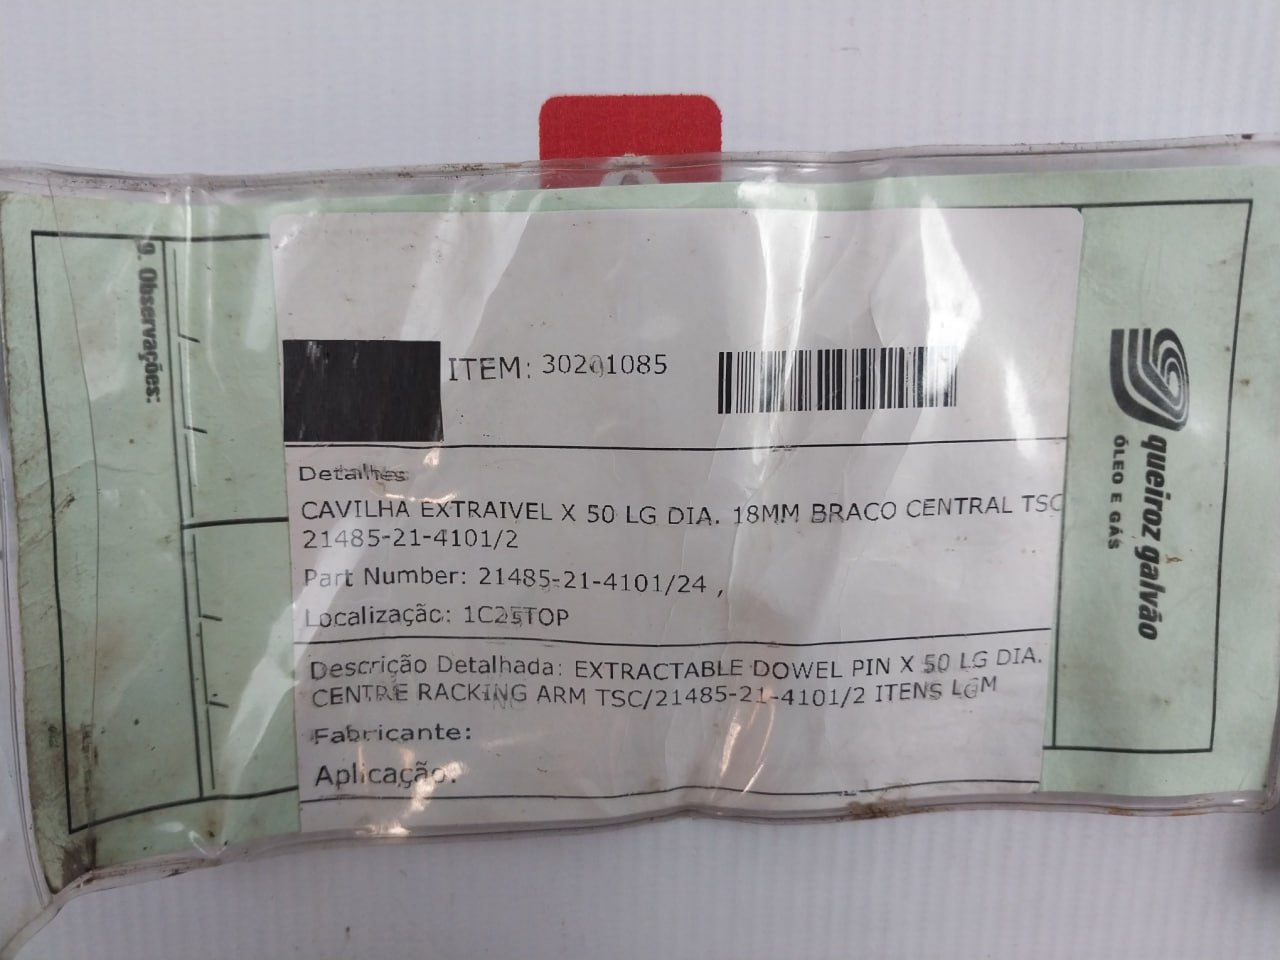 ITEM: 30201085
Detalhes
CAVILHA EXTRAIVEL X 50 LG DIA. 18MM BRACO CENTRAL TSC
21485-21-4101/2
Part Number: 21485-21-4101/24 ,
Localização: 1C25TOP
Descrição Detalhada: EXTRACTABLE DOWEL PIN X 50 LG DIA.
CENTRE RACKING ARM TSC/21485-21-4101/2 ITENS LGM
Fabricante:
Aplicação:
9. Observações:
queiroz galvão
ÓLEO E GÁS